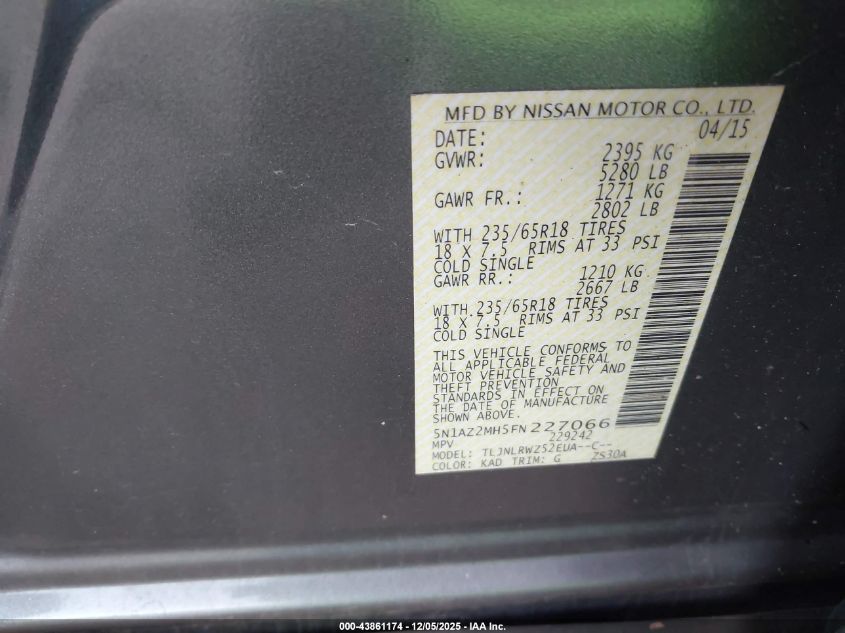 MFD BY NISSAN MOTOR CO., LTD.
DATE: 04/15
GVWR: 2395 KG
5280 LB
GAWR FR.: 1271 KG
2802 LB
WITH 235/65R18 TIRES
18 X 7.5 RIMS AT 33 PSI
COLD SINGLE
GAWR RR.: 1210 KG
2667 LB
WITH 235/65R18 TIRES
18 X 7.5 RIMS AT 33 PSI
COLD SINGLE
THIS VEHICLE CONFORMS TO
ALL APPLICABLE FEDERAL
MOTOR VEHICLE SAFETY AND
THEFT PREVENTION
STANDARDS IN EFFECT ON
THE DATE OF MANUFACTURE
SHOWN ABOVE.
5N1AZ2MH5FN227066
MPV 229242
MODEL: TLJNLRWZ52EUA--C--
COLOR: KAD TRIM: G ZS30A
000-43861174 - 12/05/2025 - IAA Inc.